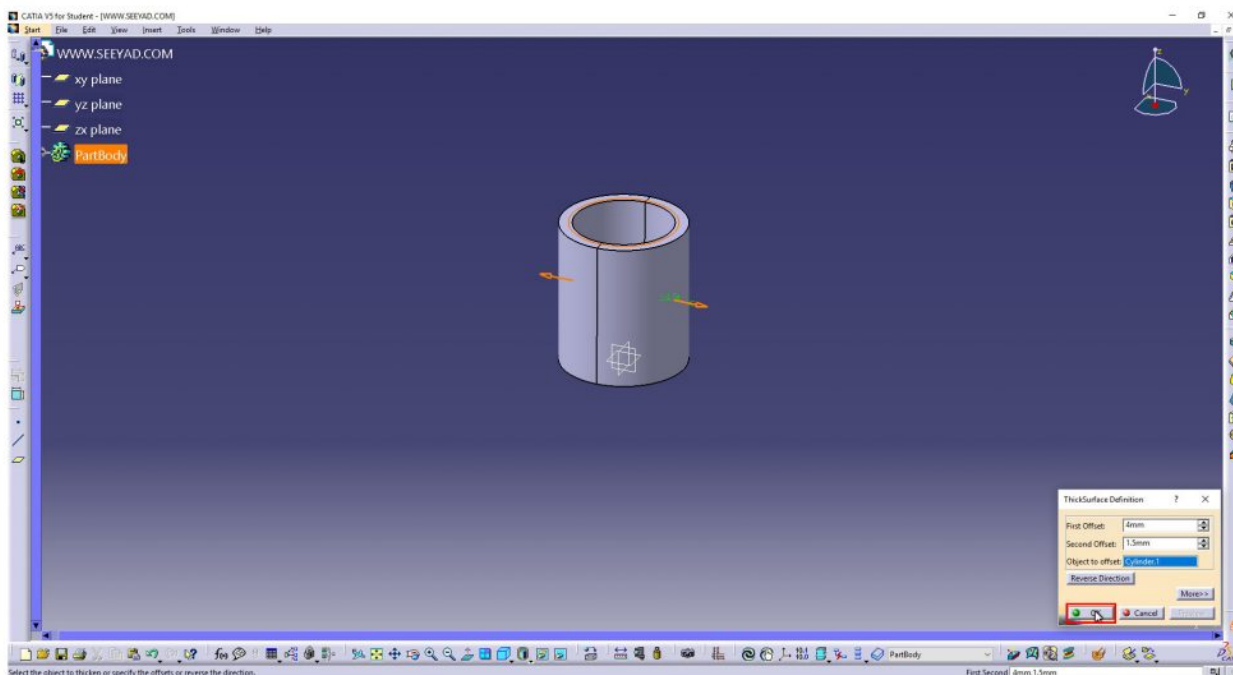 CATIA V5 for Student - [WWW.SEEYAD.COM]
Start File Edit View Insert Tools Window Help
WWW.SEEYAD.COM
xy plane
yz plane
zx plane
PartBody
z
y
ThickSurface Definition ? X
First Offset: 4mm
Second Offset: 1.5mm
Object to offset: Cylinder.1
Reverse Direction
More>>
OK Cancel Preview
PartBody
Select the object to thicken or specify the offsets or reverse the direction.
First Second 4mm 1.5mm